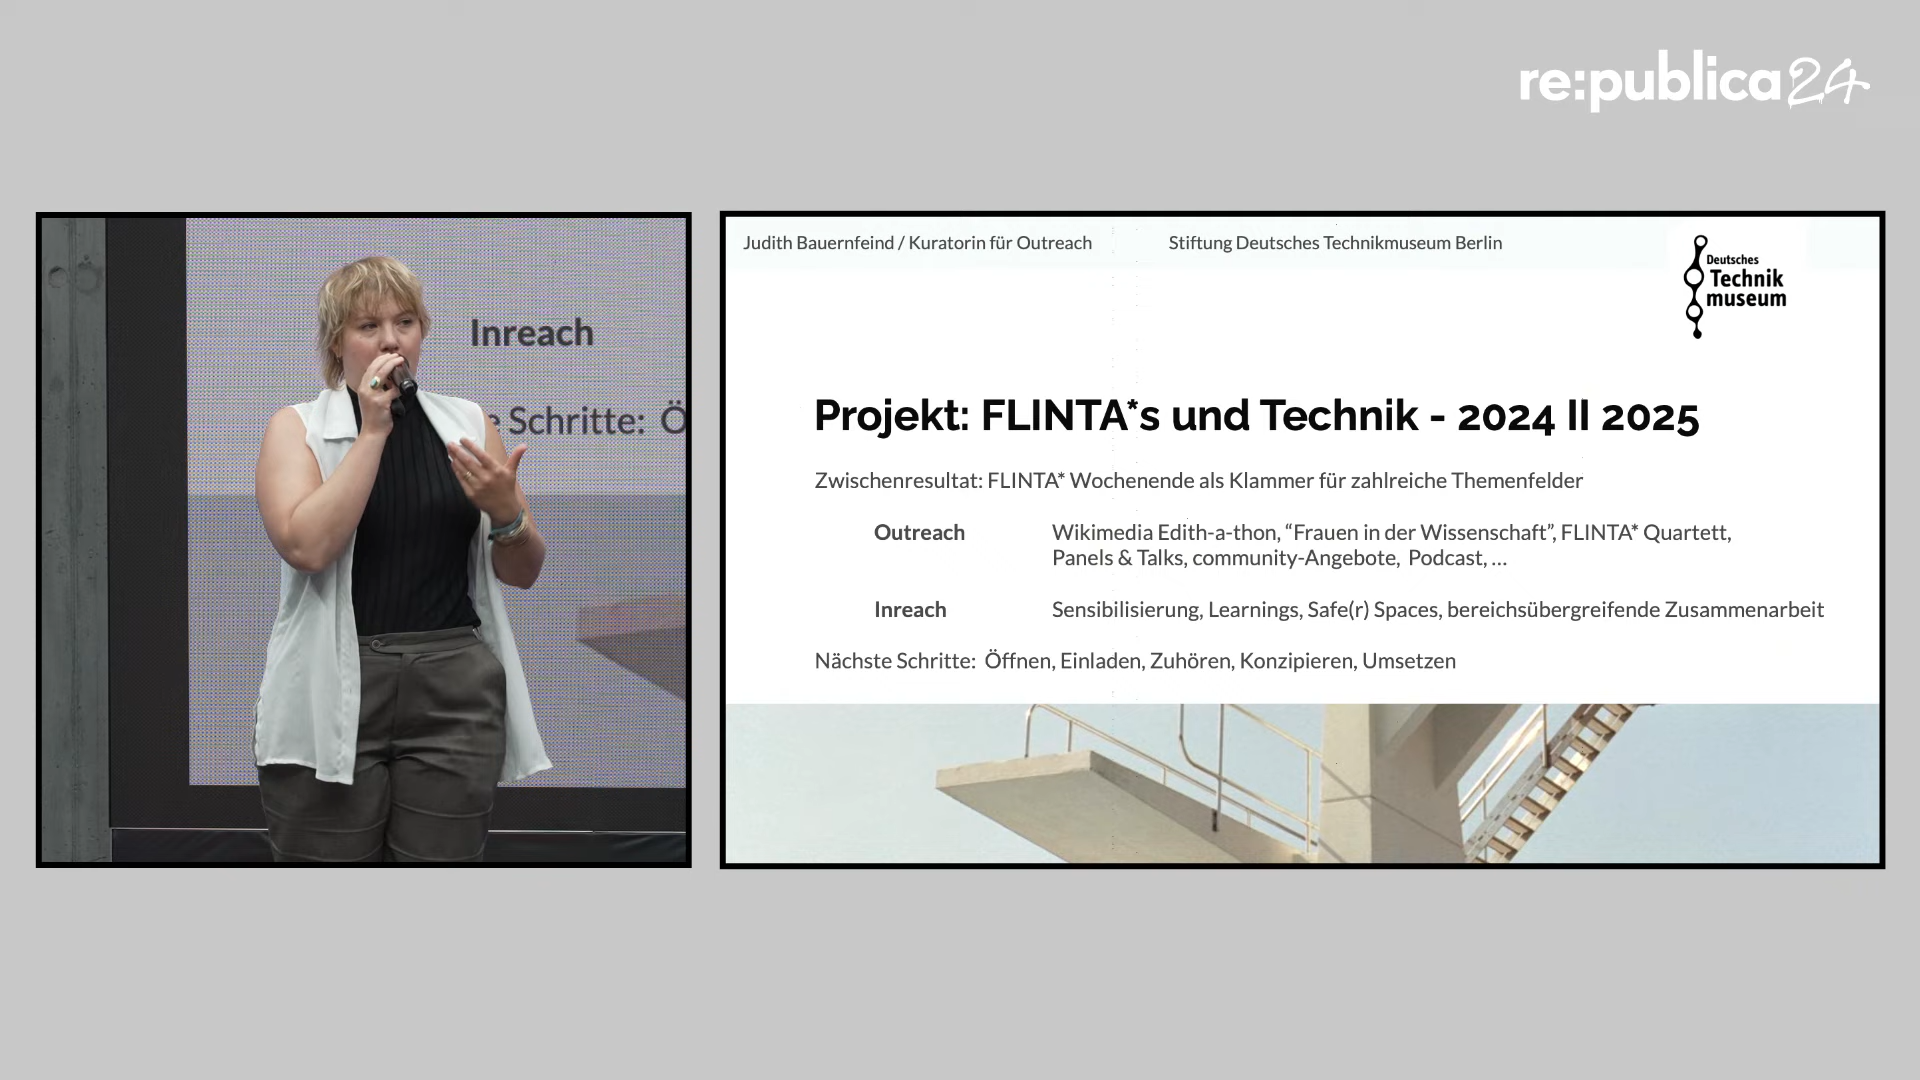 re:publica24
Inreach
e Schritte: Ö
Judith Bauernfeind / Kuratorin für Outreach
Stiftung Deutsches Technikmuseum Berlin
Deutsches
Technik
museum
Projekt: FLINTA*s und Technik - 2024 II 2025
Zwischenresultat: FLINTA* Wochenende als Klammer für zahlreiche Themenfelder
Outreach
Wikimedia Edith-a-thon, “Frauen in der Wissenschaft”, FLINTA* Quartett,
Panels & Talks, community-Angebote, Podcast, ...
Inreach
Sensibilisierung, Learnings, Safe(r) Spaces, bereichsübergreifende Zusammenarbeit
Nächste Schritte: Öffnen, Einladen, Zuhören, Konzipieren, Umsetzen